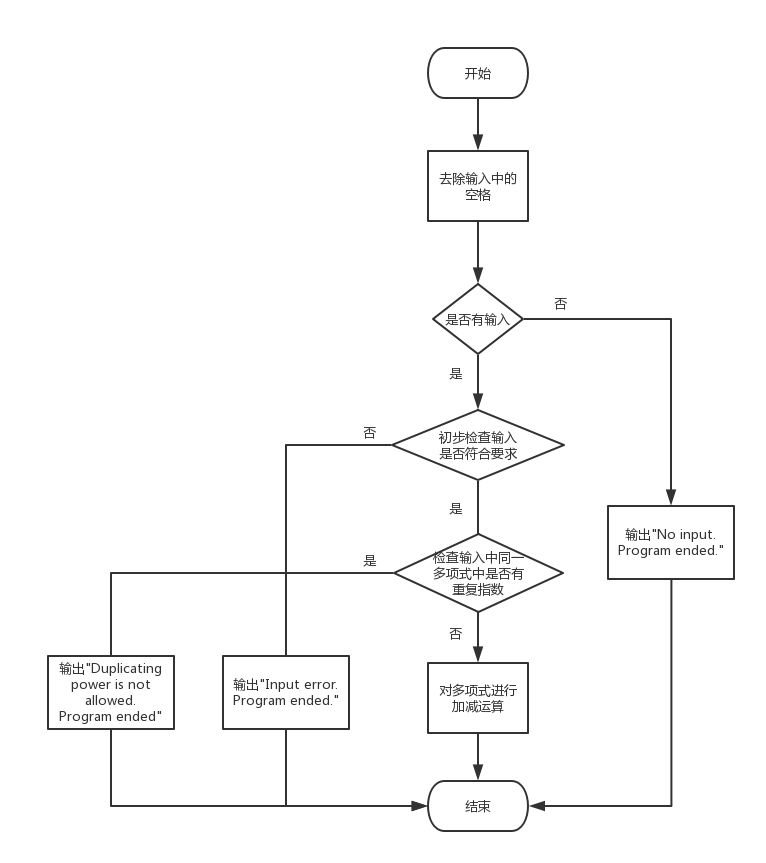 开始
去除输入中的
空格
是否有输入
否
是
初步检查输入
是否符合要求
否
是
检查输入中同一
多项式中是否有
重复指数
是
否
输出"No input.
Program ended."
输出"Duplicating
power is not
allowed.
Program ended"
输出"Input error.
Program ended."
对多项式进行
加减运算
结束